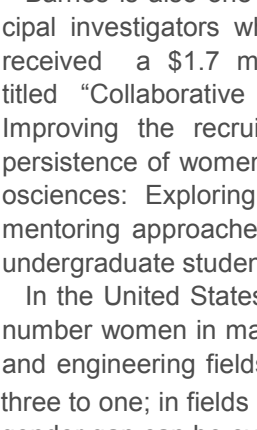 Barnes is also one
cipal investigators wh
received a $1.7 m
titled “Collaborative
Improving the recrui
persistence of women
osciences: Exploring
mentoring approache
undergraduate studen
In the United States
number women in ma
and engineering fields
three to one; in fields